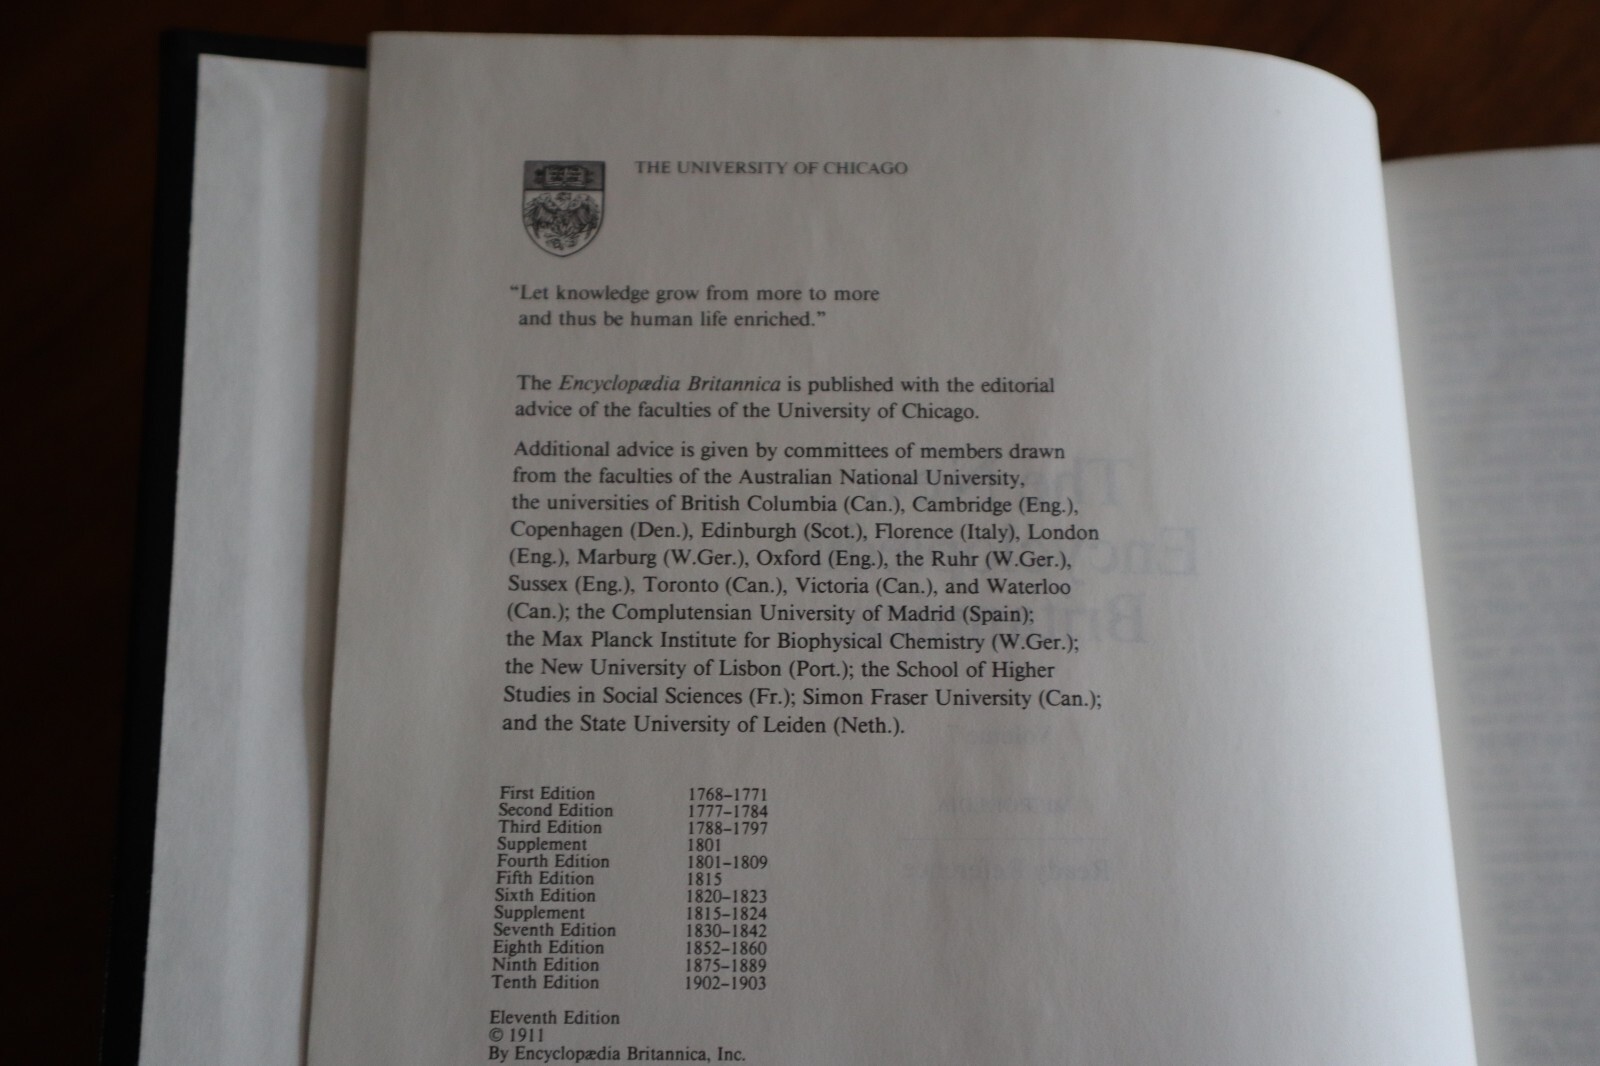 THE UNIVERSITY OF CHICAGO
“Let knowledge grow from more to more
and thus be human life enriched.”
The Encyclopædia Britannica is published with the editorial
advice of the faculties of the University of Chicago.
Additional advice is given by committees of members drawn
from the faculties of the Australian National University,
the universities of British Columbia (Can.), Cambridge (Eng.),
Copenhagen (Den.), Edinburgh (Scot.), Florence (Italy), London
(Eng.), Marburg (W.Ger.), Oxford (Eng.), the Ruhr (W.Ger.),
Sussex (Eng.), Toronto (Can.), Victoria (Can.), and Waterloo
(Can.); the Complutensian University of Madrid (Spain);
the Max Planck Institute for Biophysical Chemistry (W.Ger.);
the New University of Lisbon (Port.); the School of Higher
Studies in Social Sciences (Fr.); Simon Fraser University (Can.);
and the State University of Leiden (Neth.).
First Edition 1768–1771
Second Edition 1777–1784
Third Edition 1788–1797
Supplement 1801
Fourth Edition 1801–1809
Fifth Edition 1815
Sixth Edition 1820–1823
Supplement 1815–1824
Seventh Edition 1830–1842
Eighth Edition 1852–1860
Ninth Edition 1875–1889
Tenth Edition 1902–1903
Eleventh Edition
© 1911
By Encyclopædia Britannica, Inc.